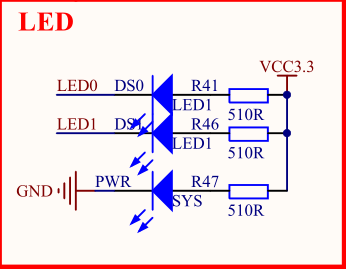 LED
VCC3.3
LED0 DS0 R41
LED1 510R
LED1 DS1 R46
LED1 510R
GND PWR R47
SYS 510R